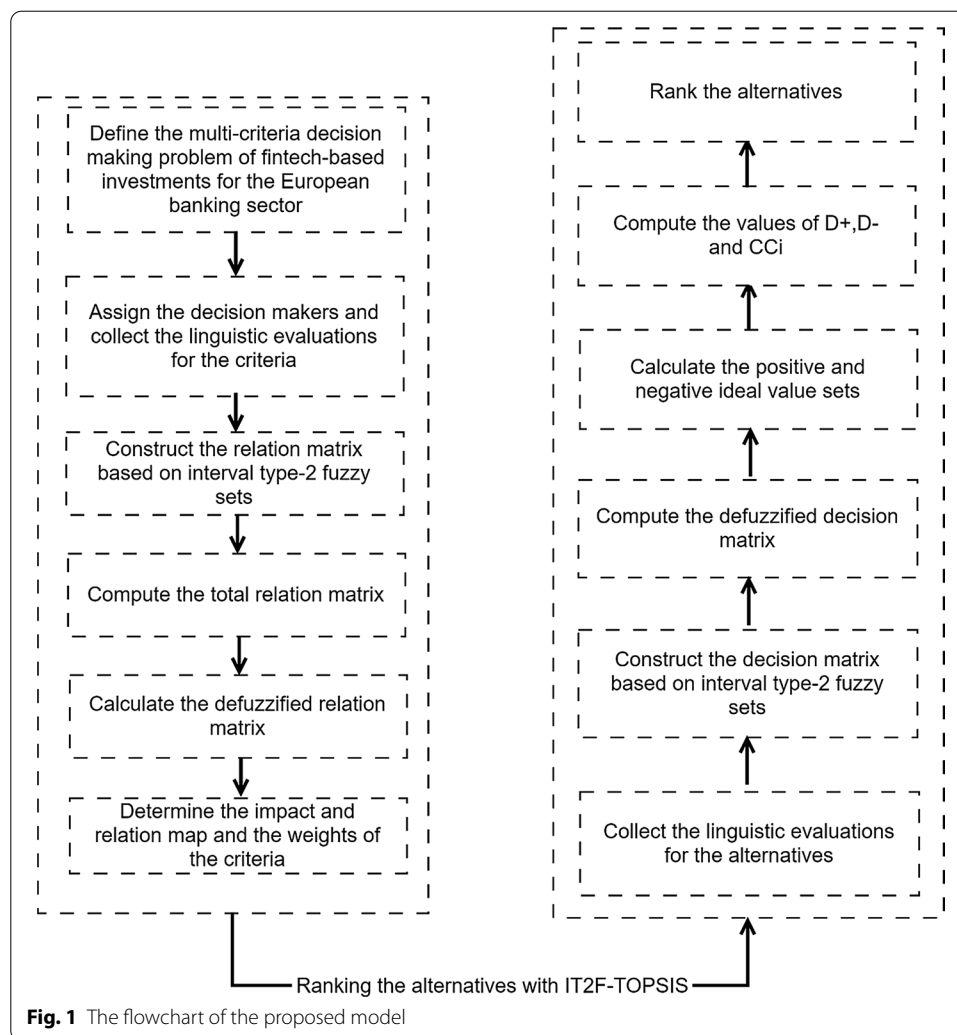 Define the multi-criteria decision
making problem of fintech-based
investments for the European
banking sector
Assign the decision makers and
collect the linguistic evaluations
for the criteria
Construct the relation matrix
based on interval type-2 fuzzy
sets
Compute the total relation matrix
Calculate the defuzzified relation
matrix
Determine the impact and
relation map and the weights of
the criteria
Ranking the alternatives with IT2F-TOPSIS
Collect the linguistic evaluations
for the alternatives
Construct the decision matrix
based on interval type-2 fuzzy
sets
Compute the defuzzified decision
matrix
Calculate the positive and
negative ideal value sets
Compute the values of D+,D-
and CCi
Rank the alternatives
Fig. 1 The flowchart of the proposed model